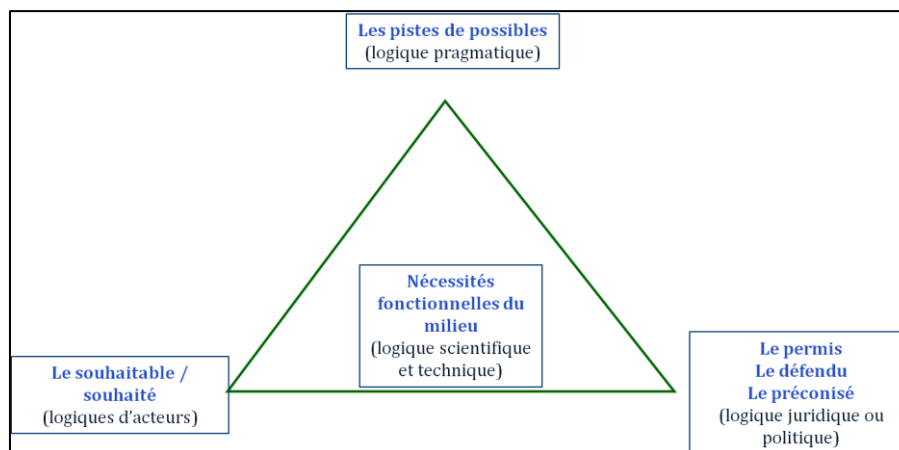 Les pistes de possibles
(logique pragmatique)
Nécessités
fonctionnelles du
milieu
(logique scientifique
et technique)
Le souhaitable /
souhaité
(logiques d'acteurs)
Le permis
Le défendu
Le préconisé
(logique juridique ou
politique)